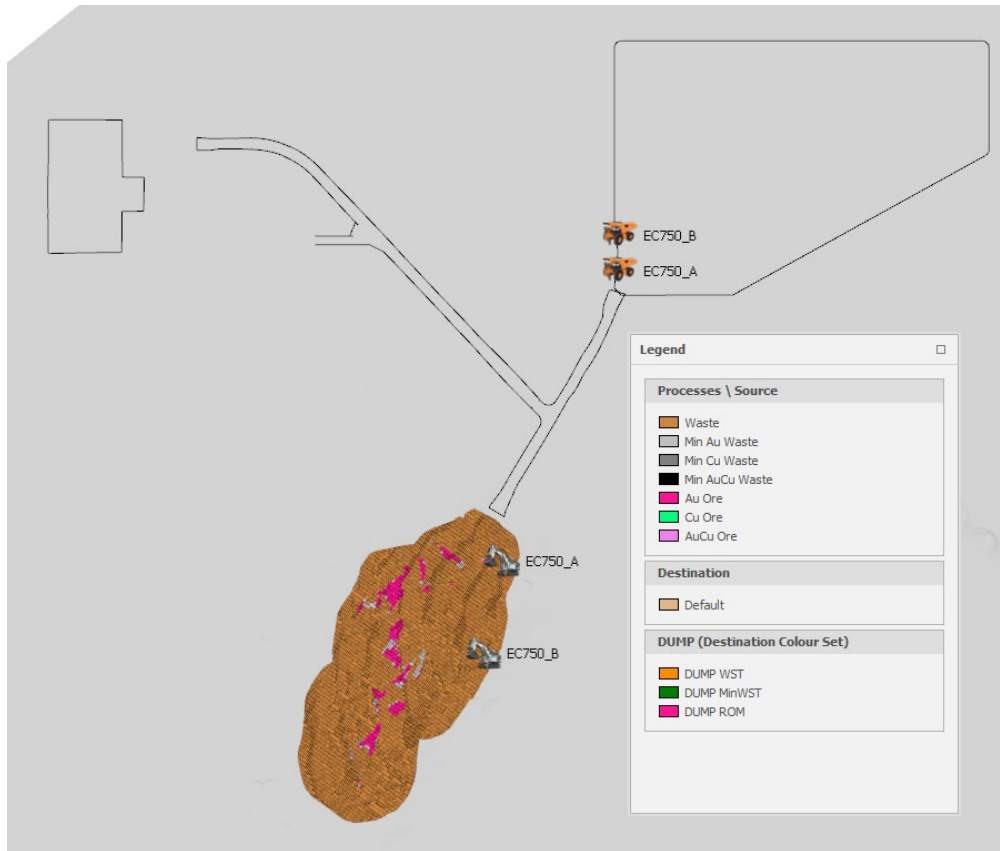 EC750_B
EC750_A
Legend
Processes \ Source
Waste
Min Au Waste
Min Cu Waste
Min AuCu Waste
Au Ore
Cu Ore
AuCu Ore
Destination
Default
DUMP (Destination Colour Set)
DUMP WST
DUMP MinWST
DUMP ROM
EC750_A
EC750_B